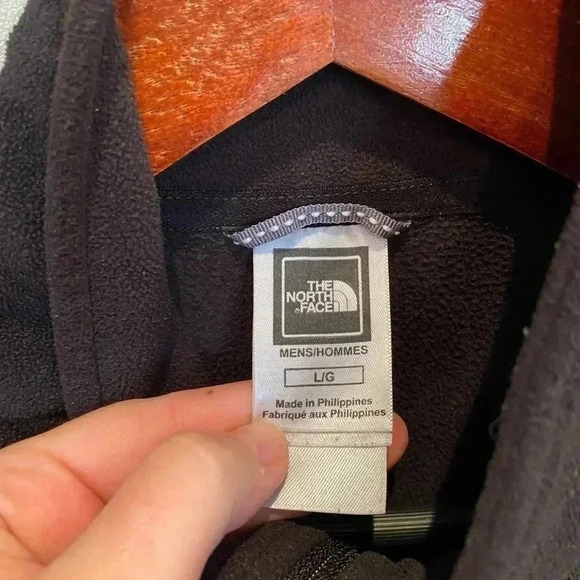 THE
NORTH
FACE
MENS/HOMMES
L/G
Made in Philippines
Fabriqué aux Philippines